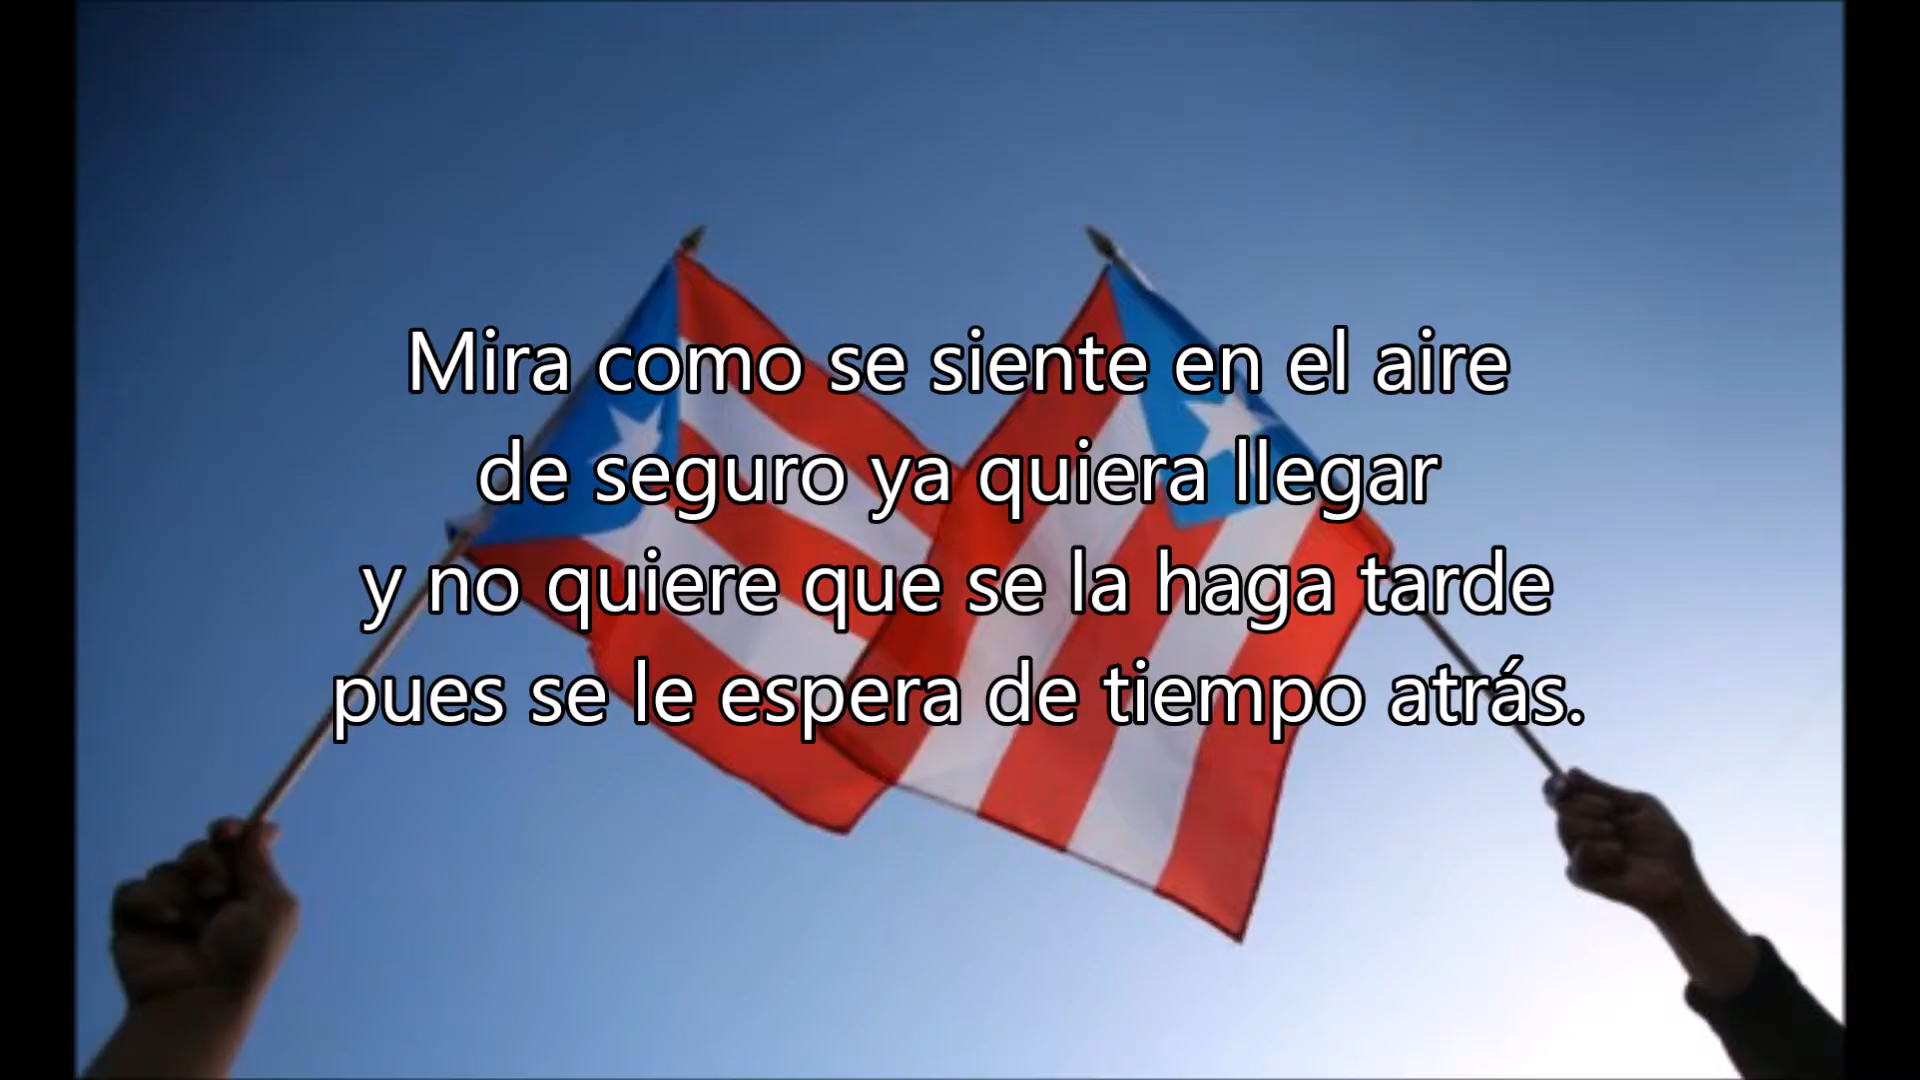 Mira como se siente en el aire
de seguro ya quiera llegar
y no quiere que se la haga tarde
pues se le espera de tiempo atrás.